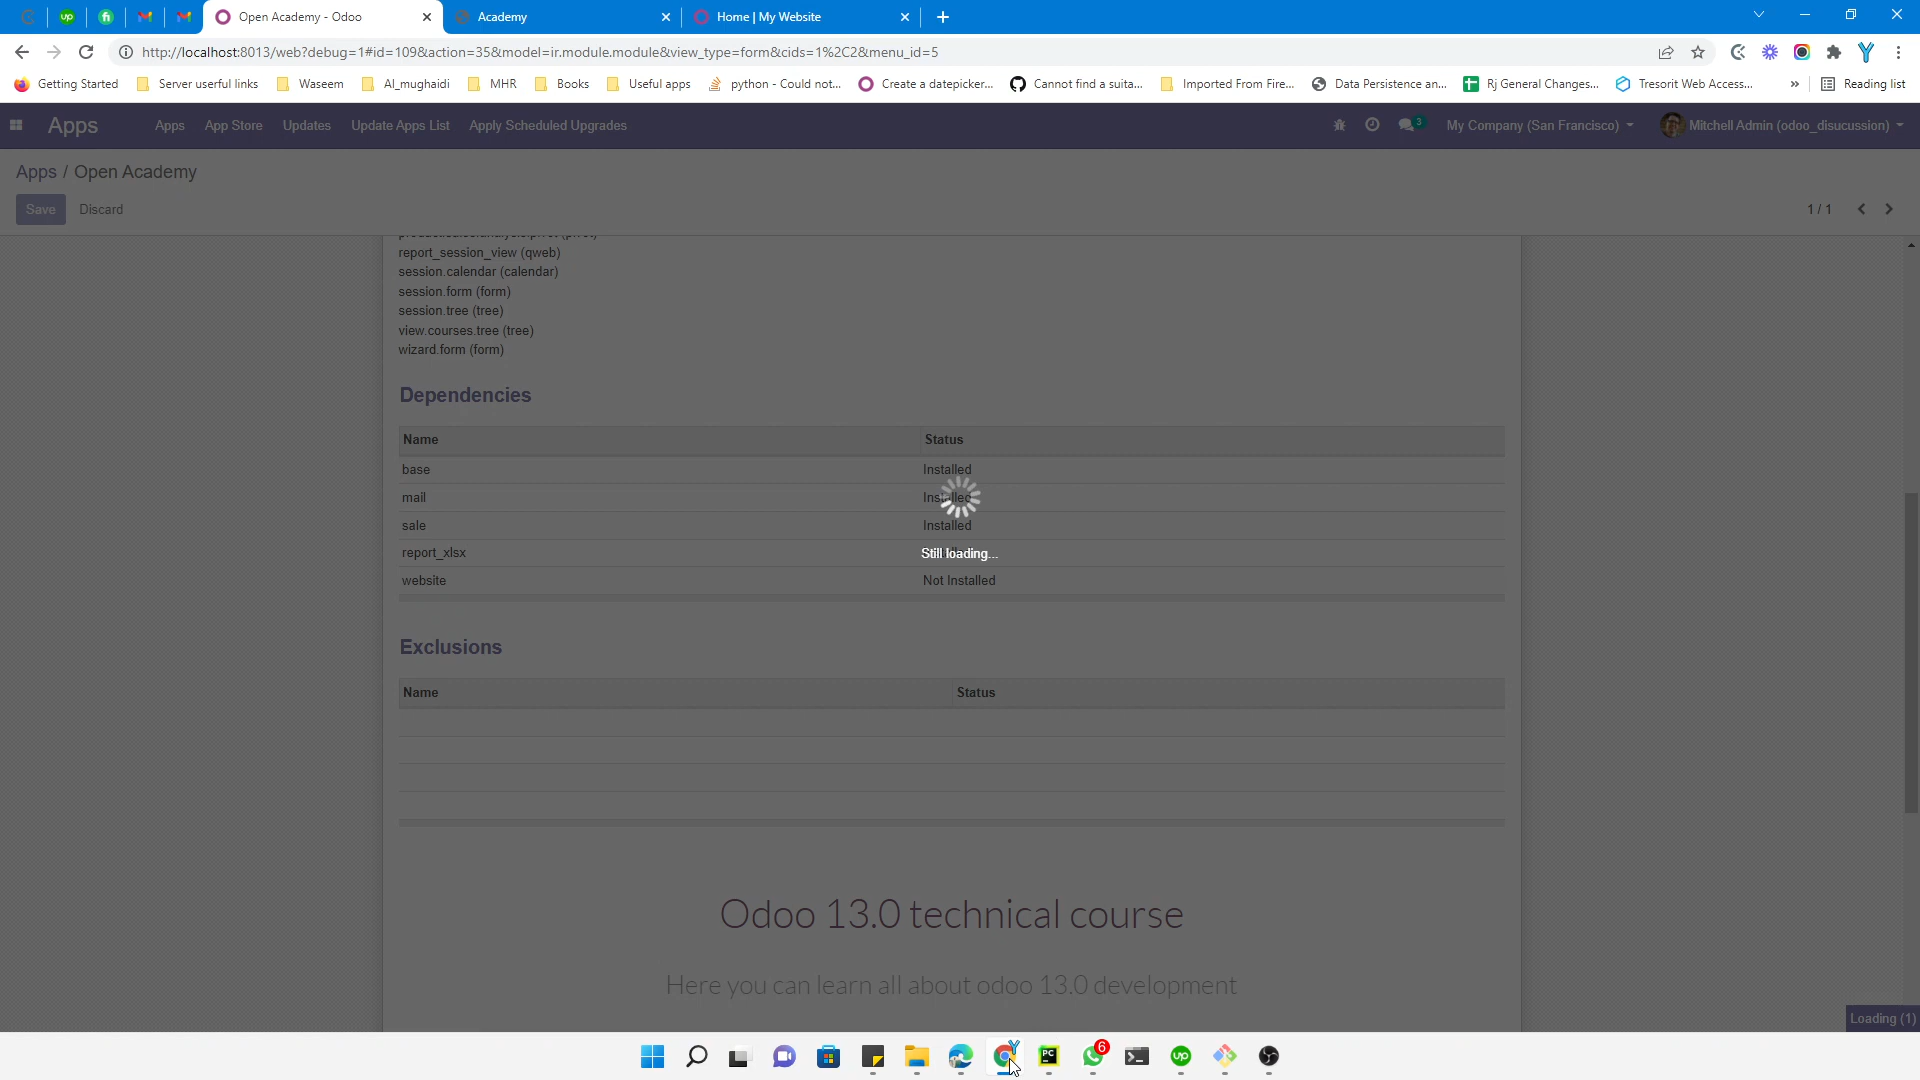 Open Academy - Odoo
Academy
Home | My Website
http://localhost:8013/web?debug=1#id=109&action=35&model=ir.module.module&view_type=form&cids=1%2C2&menu_id=5
Getting Started
Server userful links
Waseem
Al_mughaidi
MHR
Books
Useful apps
python - Could not...
Create a datepicker...
Cannot find a suita...
Imported From Fire...
Data Persistence an...
Rj General Changes...
Tresorit Web Access...
»
Reading list
Apps
Apps
App Store
Updates
Update Apps List
Apply Scheduled Upgrades
3
My Company (San Francisco)
Mitchell Admin (odoo_disucussion)
Apps / Open Academy
Save
Discard
1 / 1
report_session_view (qweb)
session.calendar (calendar)
session.form (form)
session.tree (tree)
view.courses.tree (tree)
wizard.form (form)
Dependencies
Name Status
base Installed
mail Installed
sale Installed
report_xlsx
Still loading...
website Not Installed
Exclusions
Name Status
Odoo 13.0 technical course
Here you can learn all about odoo 13.0 development
Loading (1)
6